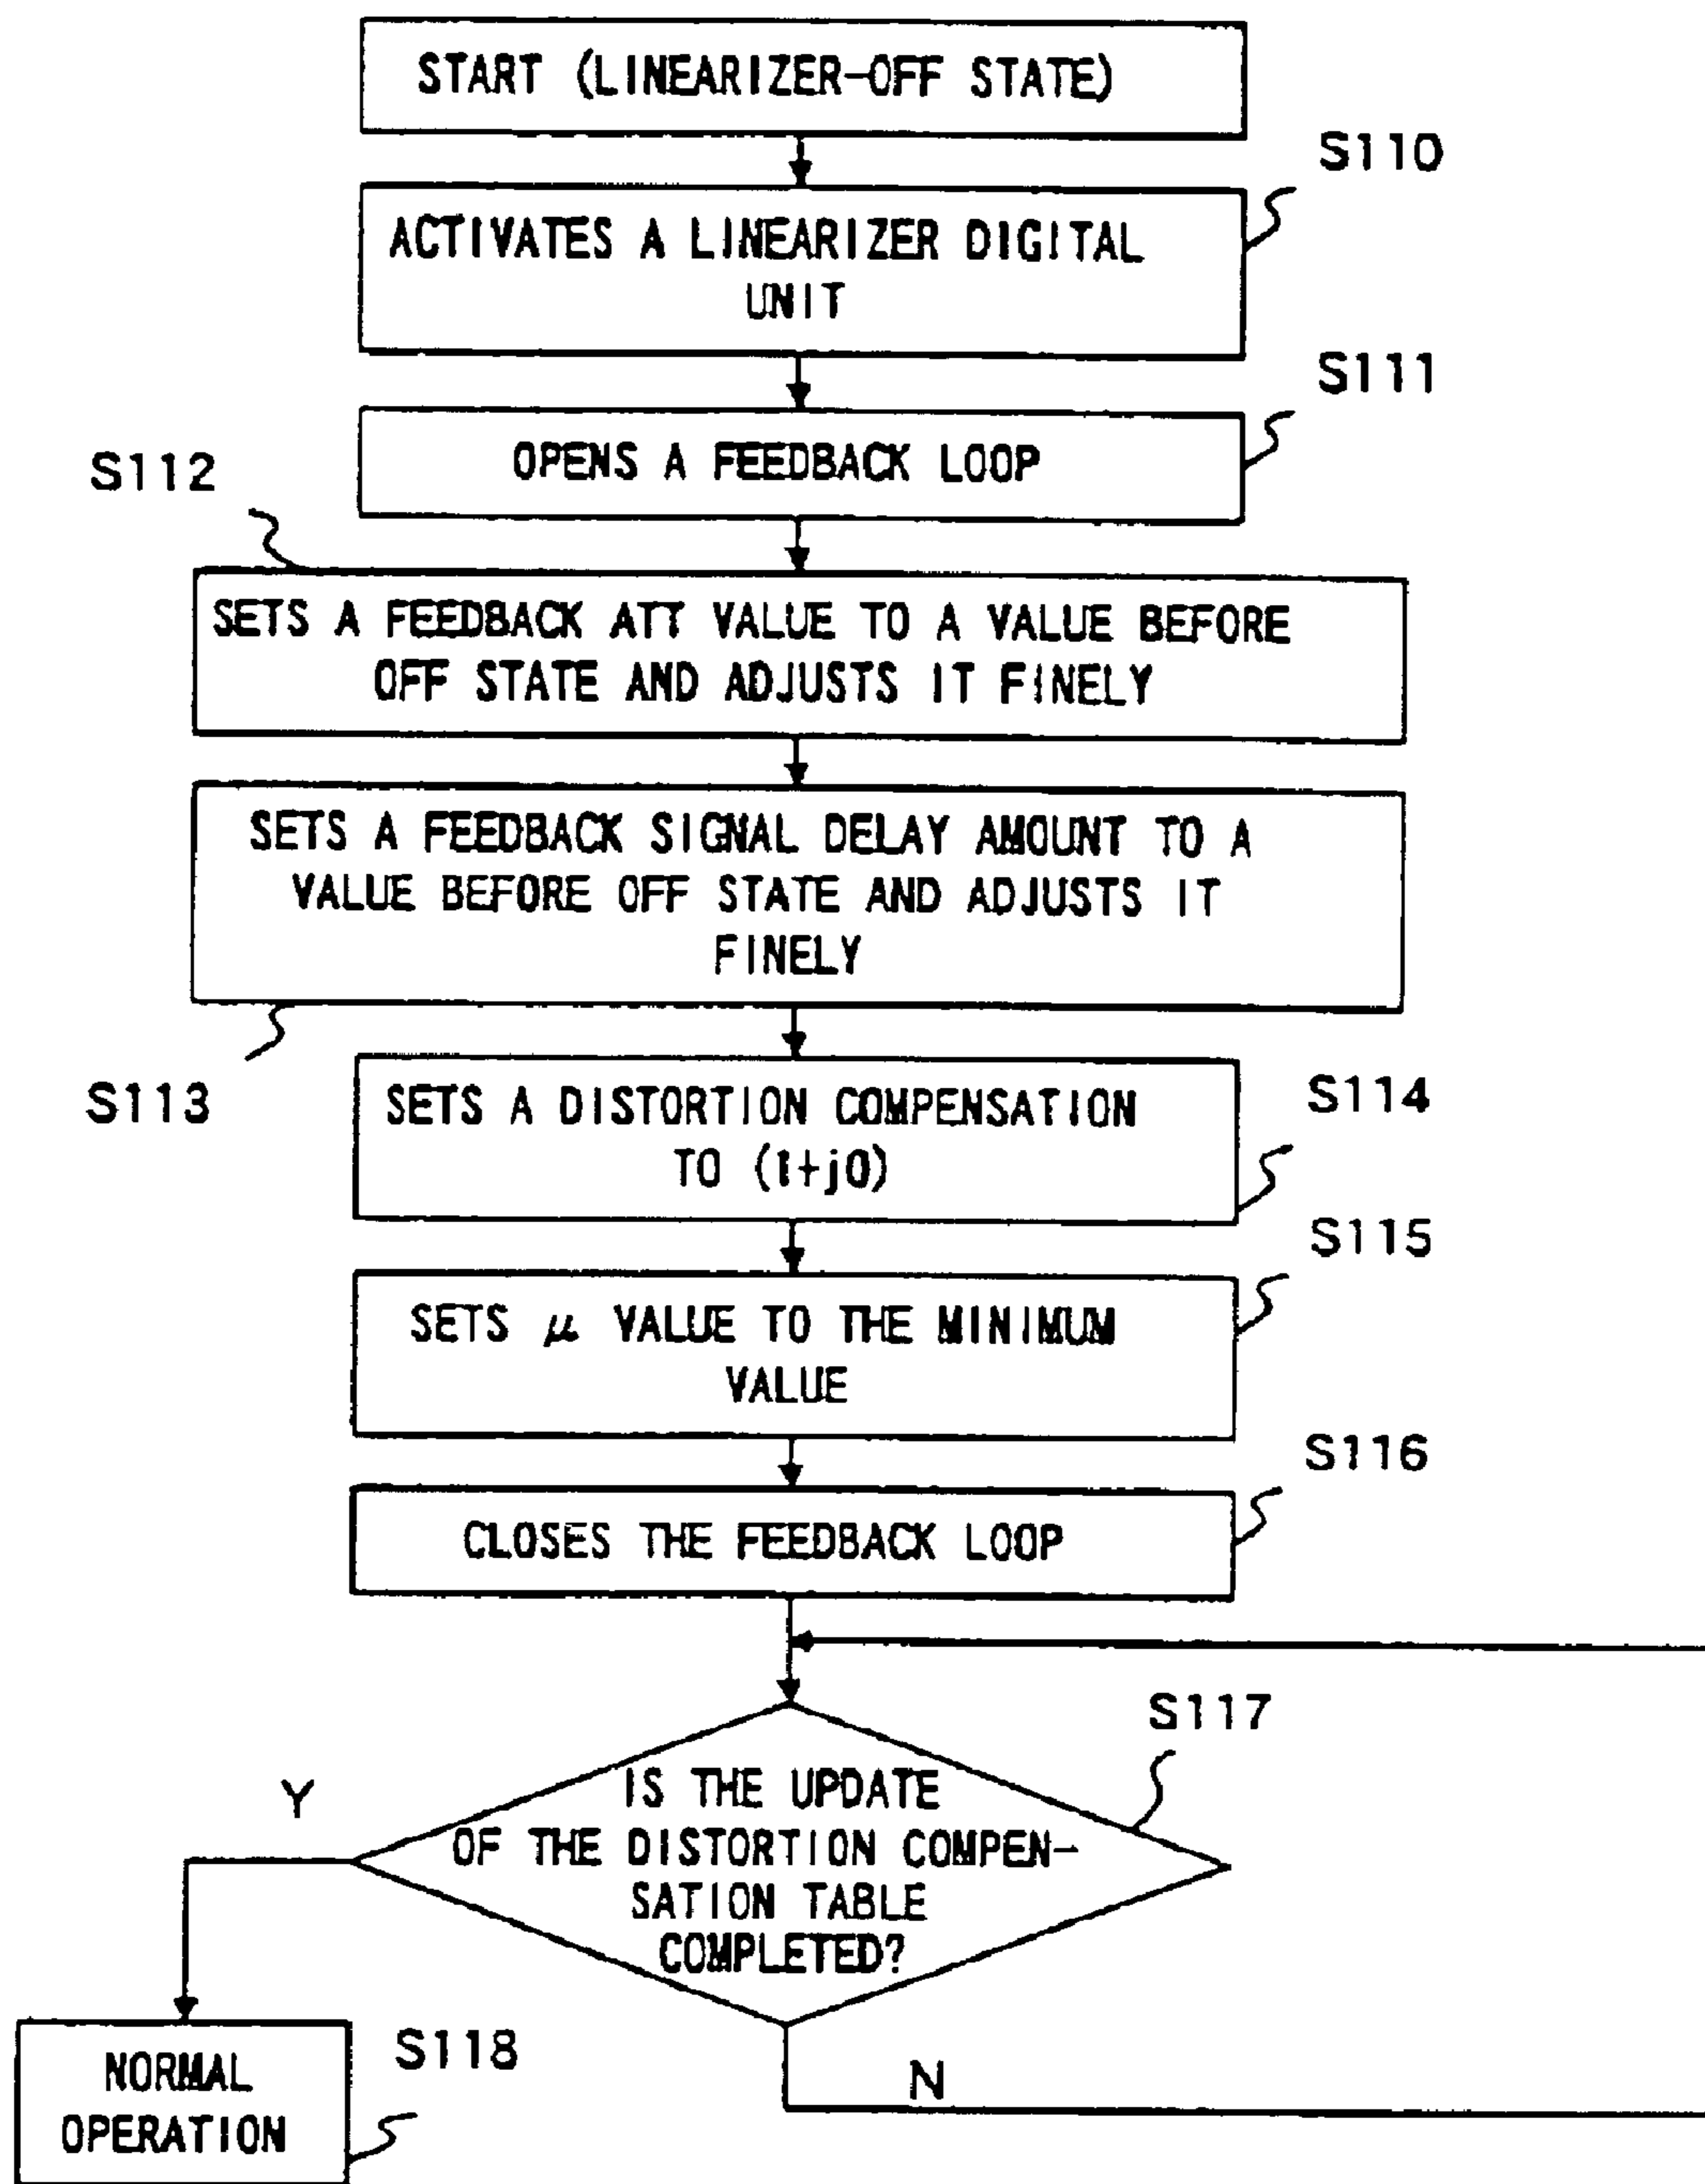 START (LINEARIZER-OFF STATE)
S110
ACTIVATES A LINEARIZER DIGITAL
UNIT
S111
OPENS A FEEDBACK LOOP
S112
SETS A FEEDBACK ATT VALUE TO A VALUE BEFORE
OFF STATE AND ADJUSTS IT FINELY
SETS A FEEDBACK SIGNAL DELAY AMOUNT TO A
VALUE BEFORE OFF STATE AND ADJUSTS IT
FINELY
S113
SETS A DISTORTION COMPENSATION
TO (1+j0)
S114
S115
SETS μ VALUE TO THE MINIMUM
VALUE
S116
CLOSES THE FEEDBACK LOOP
S117
IS THE UPDATE
OF THE DISTORTION COMPEN-
SATION TABLE
COMPLETED?
Y
N
S118
NORMAL
OPERATION